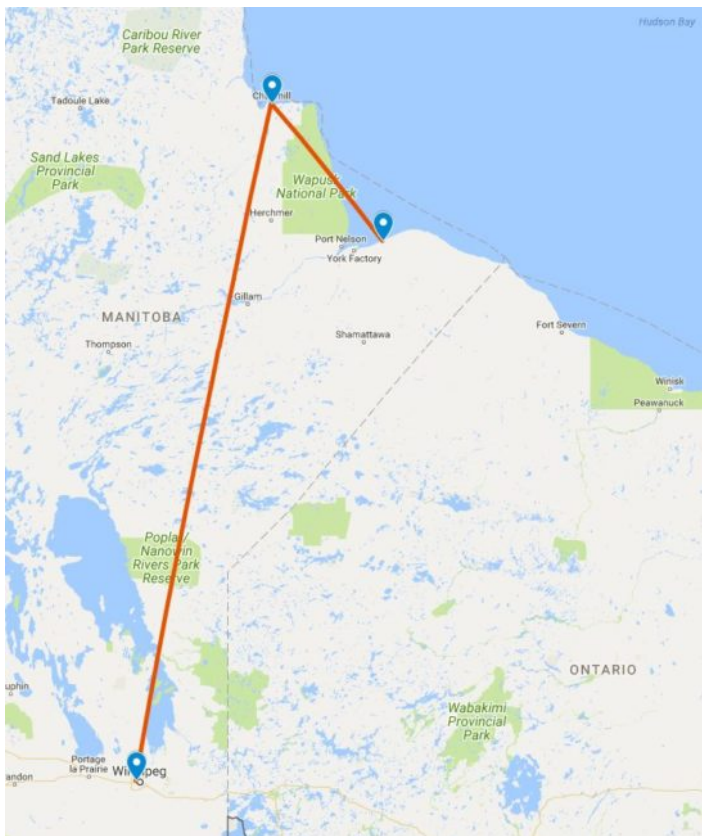 Hudson Bay
Caribou River
Park Reserve
Tadoule Lake
Sand Lakes
Provincial
Park
Wapusk
National Park
Herchmer
Port Nelson
York Factory
Gillam
MANITOBA
Thompson
Shamattawa
Fort Severn
Winisk
Peawanuck
Nanowin
Rivers Park
Reserve
ONTARIO
Wabakimi
Provincial
Park
Portage
la Prairie